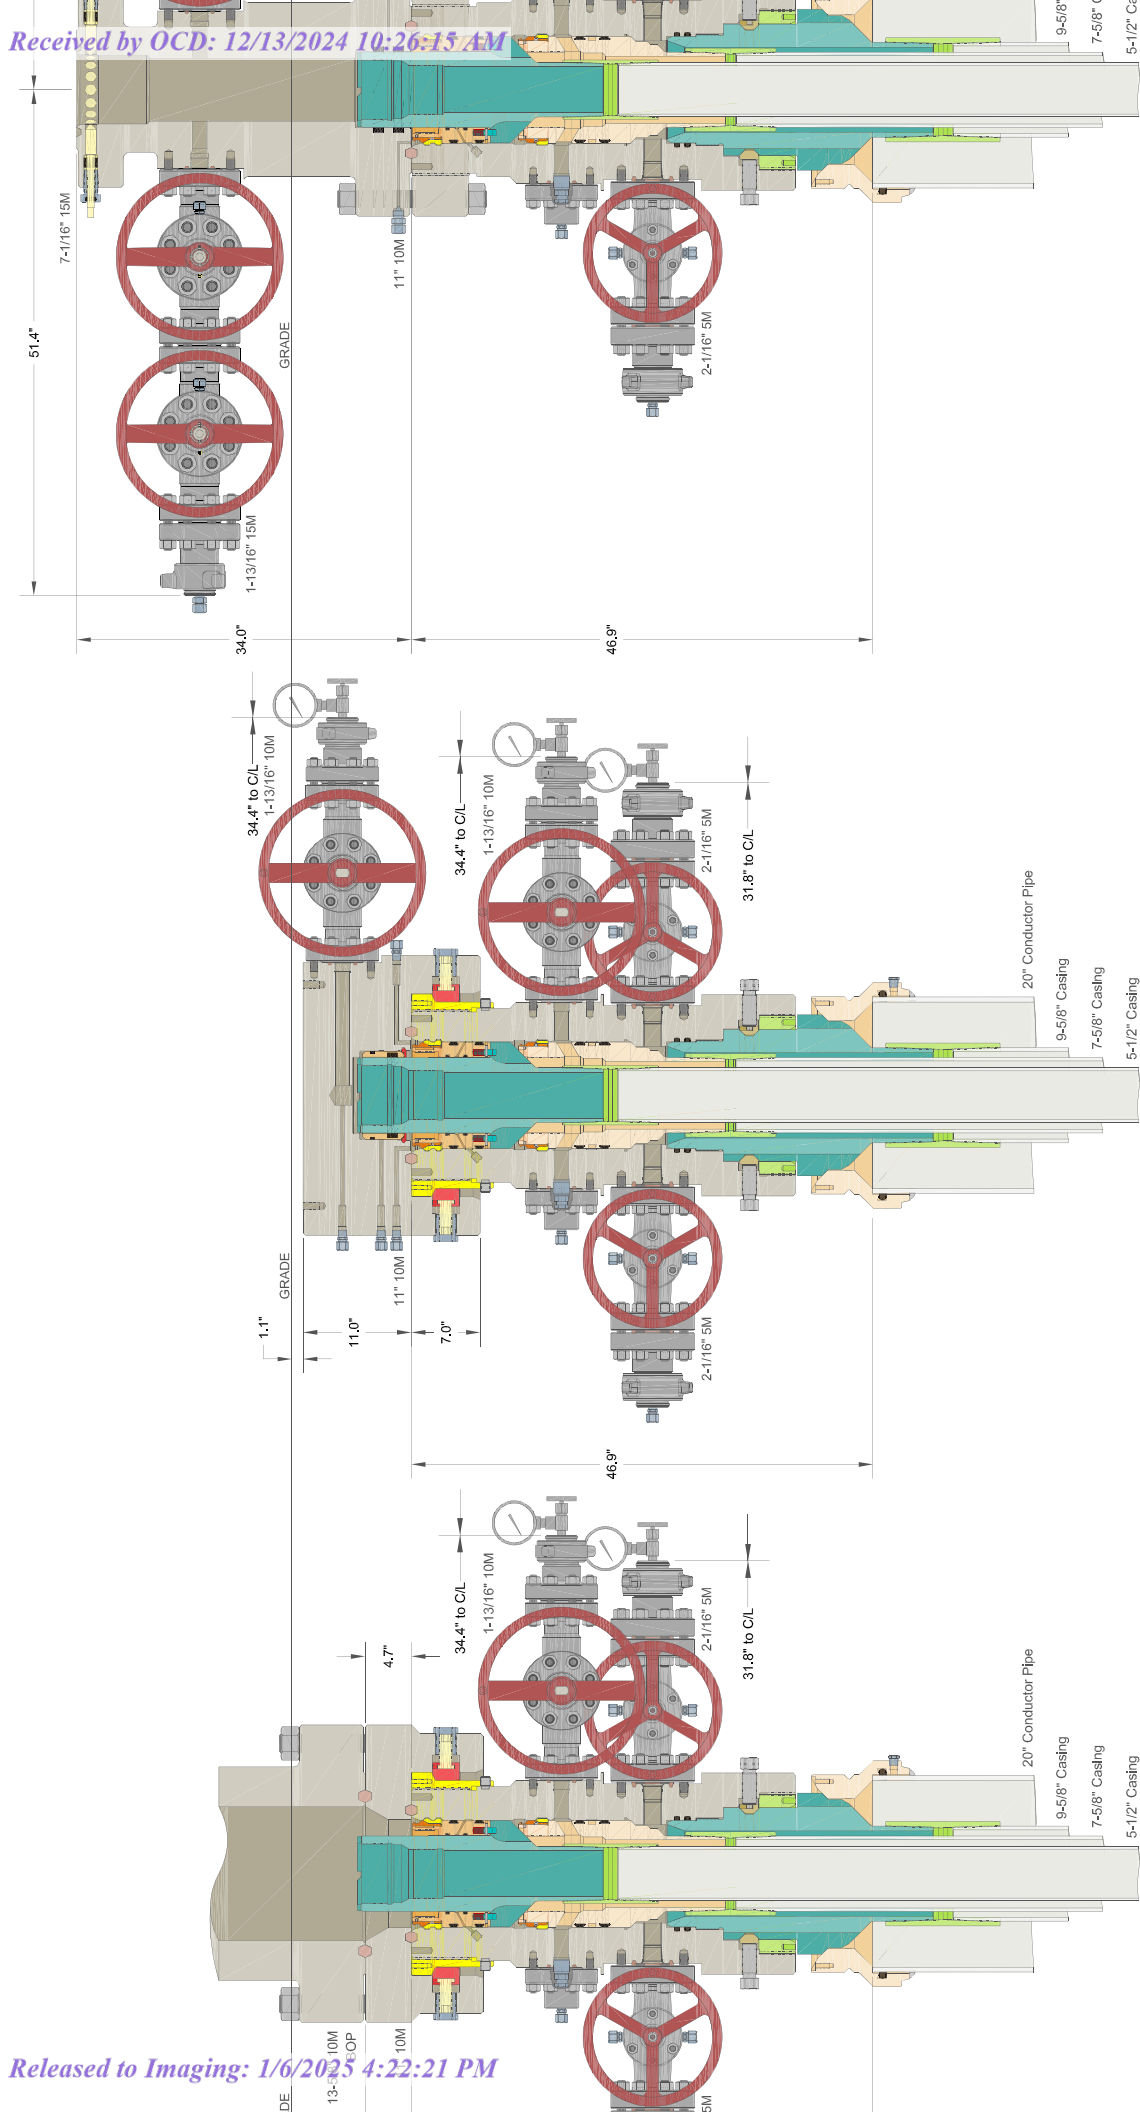 Received by OCD: 12/13/2024 10:26:15 AM
9-5/8"
7-5/8"
5-1/2"
7-1/16" 15M
11" 10M
51.4"
GRADE
2-1/16" 5M
1-13/16" 15M
34.0"
46.9"
34.4" to C/L
1-13/16" 10M
34.4" to C/L
1-13/16" 10M
2-1/16" 5M
31.8" to C/L
20" Conductor Pipe
9-5/8" Casing
7-5/8" Casing
5-1/2" Casing
GRADE
11" 10M
1.1"
11.0"
7.0"
2-1/16" 5M
46.9"
4.7"
34.4" to C/L
1-13/16" 10M
2-1/16" 5M
31.8" to C/L
20" Conductor Pipe
9-5/8" Casing
7-5/8" Casing
5-1/2" Casing
10M
BOP
10M
Released to Imaging: 1/6/2025 4:22:21 PM
5M